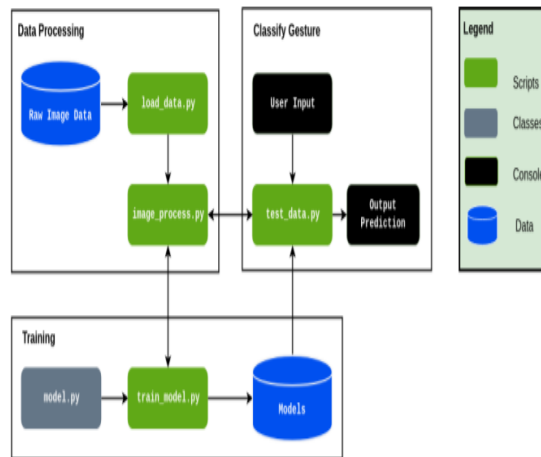 Data Processing
Raw Image Data
load_data.py
image_process.py
Classify Gesture
User Input
test_data.py
Output
Prediction
Legend
Scripts
Classes
Console
Data
Training
model.py
train_model.py
Models